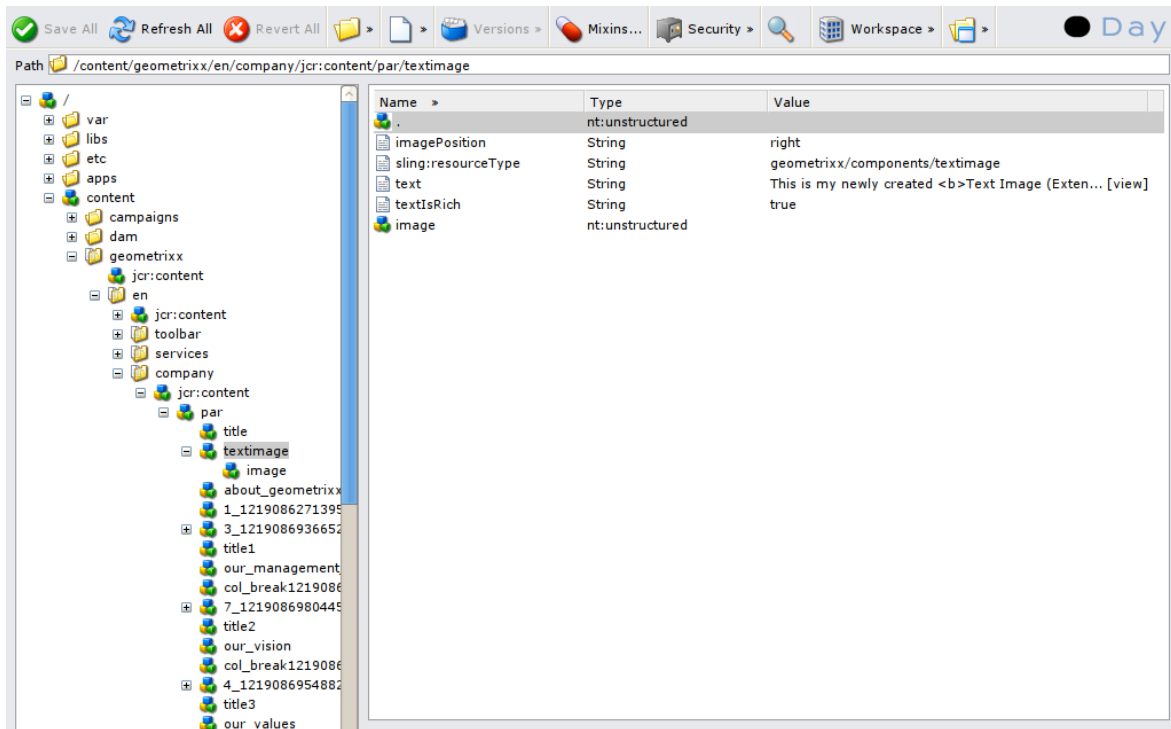 Save All Refresh All Revert All » » Versions » Mixins... Security » Workspace » » Day
Path /content/geometrixx/en/company/jcr:content/par/textimage
/
var
libs
etc
apps
content
campaigns
dam
geometrixx
jcr:content
en
jcr:content
toolbar
services
company
jcr:content
par
title
textimage
image
about_geometrixx
1_1219086271395
3_1219086936652
title1
our_management_
col_break1219086
7_1219086980445
title2
our_vision
col_break1219086
4_1219086954882
title3
our_values
Name » Type Value
. nt:unstructured
imagePosition String right
sling:resourceType String geometrixx/components/textimage
text String This is my newly created <b>Text Image (Exten... [view]
textIsRich String true
image nt:unstructured